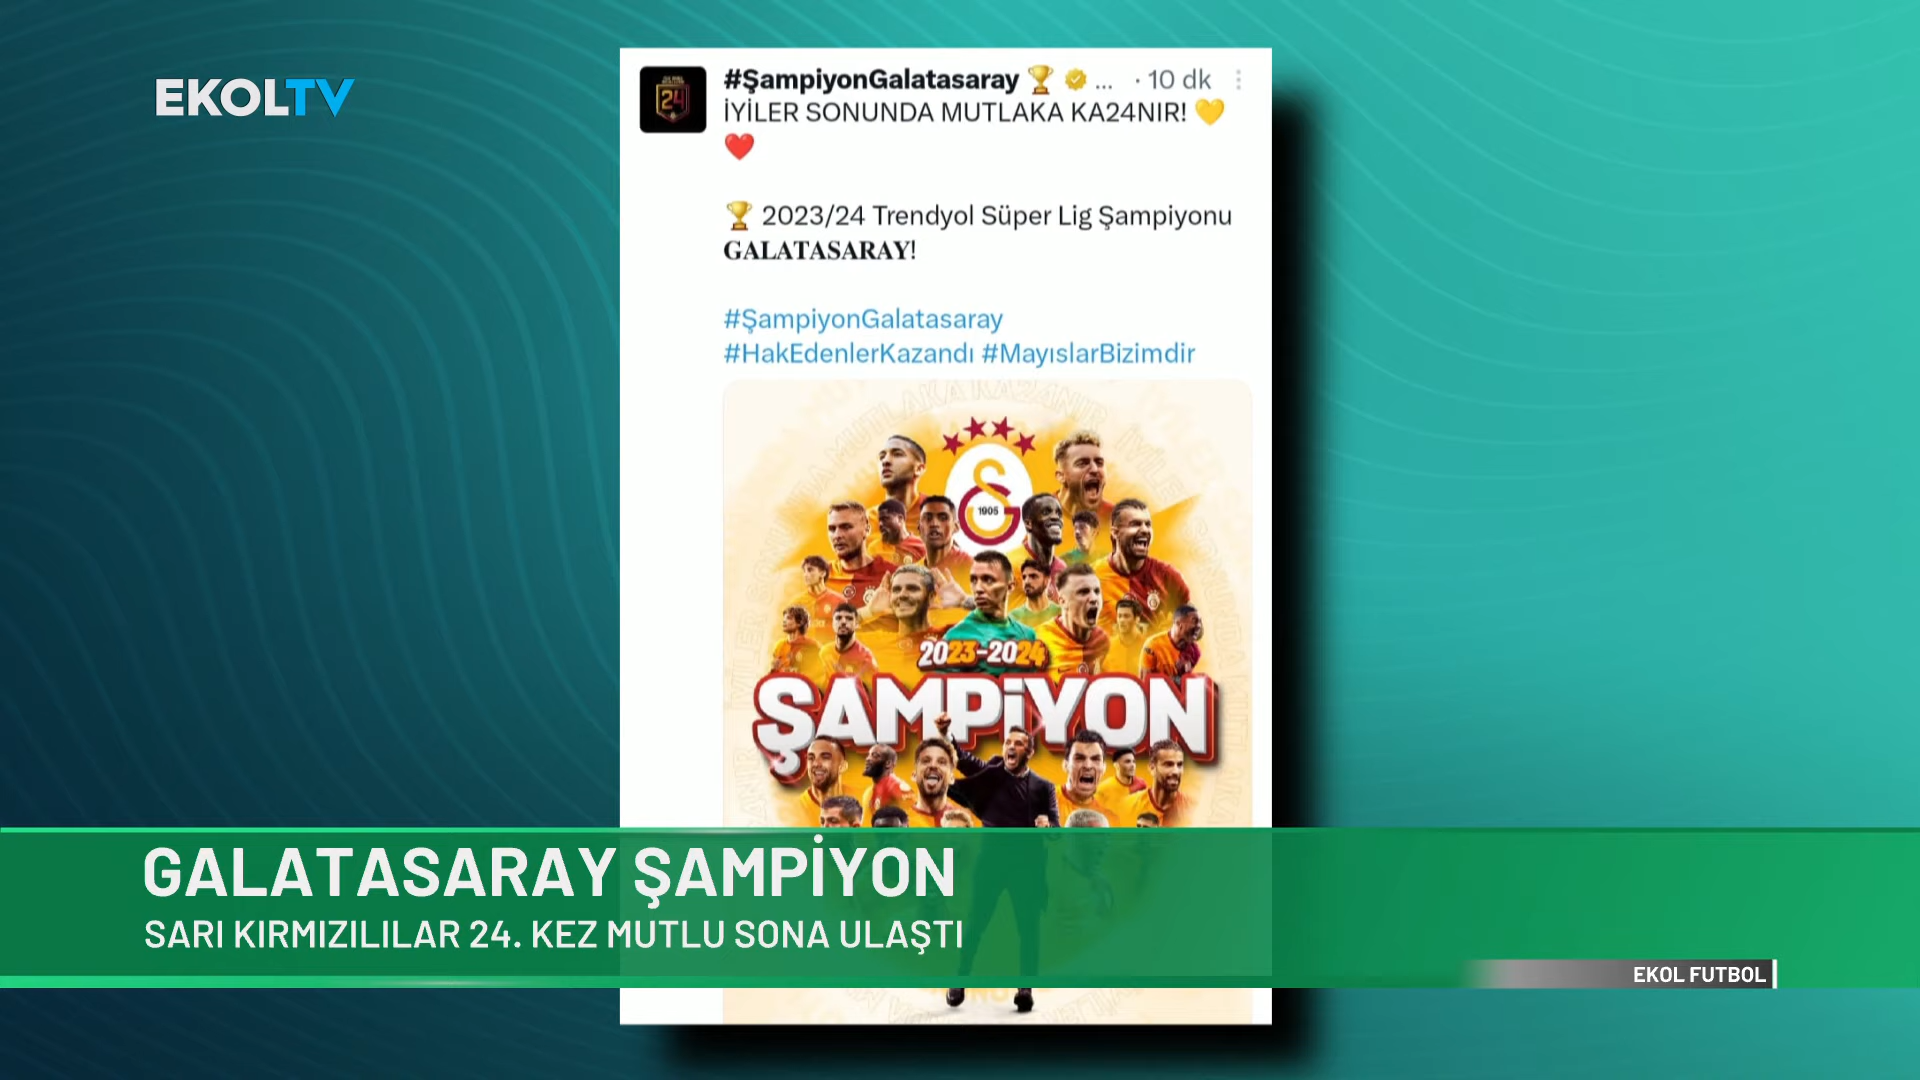 EKOLTV
#ŞampiyonGalatasaray 🏆 ... · 10 dk
İYİLER SONUNDA MUTLAKA KA24NIR! 💛
❤️
🏆 2023/24 Trendyol Süper Lig Şampiyonu
GALATASARAY!
#ŞampiyonGalatasaray
#HakEdenlerKazandı #MayıslarBizimdir
24
1905
2023-2024
ŞAMPİYON
GALATASARAY ŞAMPİYON
SARI KIRMIZILILAR 24. KEZ MUTLU SONA ULAŞTI
EKOL FUTBOL